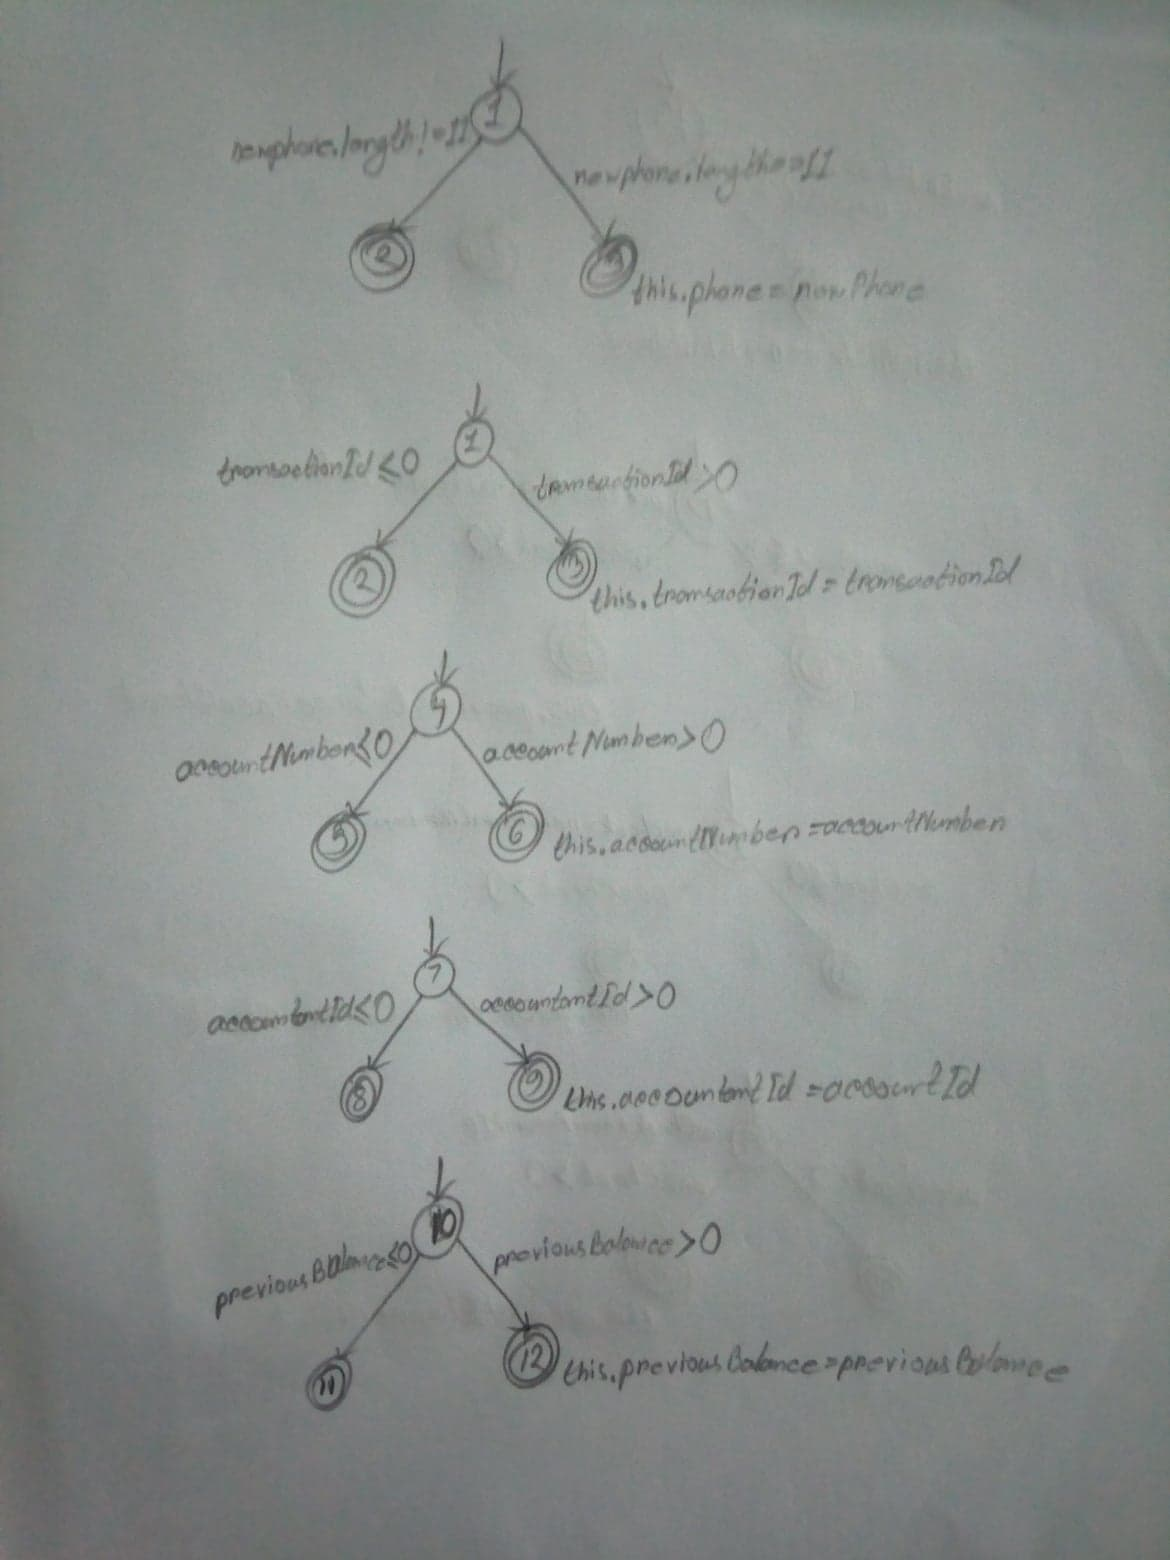 1
newphone.length!=11
newphone.length==11
2
3
this.phone = newPhone
1
transactionId ≤ 0
transactionId > 0
2
3
this.transactionId = transactionId
4
accountNumber ≤ 0
accountNumber > 0
5
6
this.accountNumber = accountNumber
7
accountantId ≤ 0
accountantId > 0
8
9
this.accountantId = accountId
10
previousBalance ≤ 0
previousBalance > 0
11
12
this.previousBalance = previousBalance